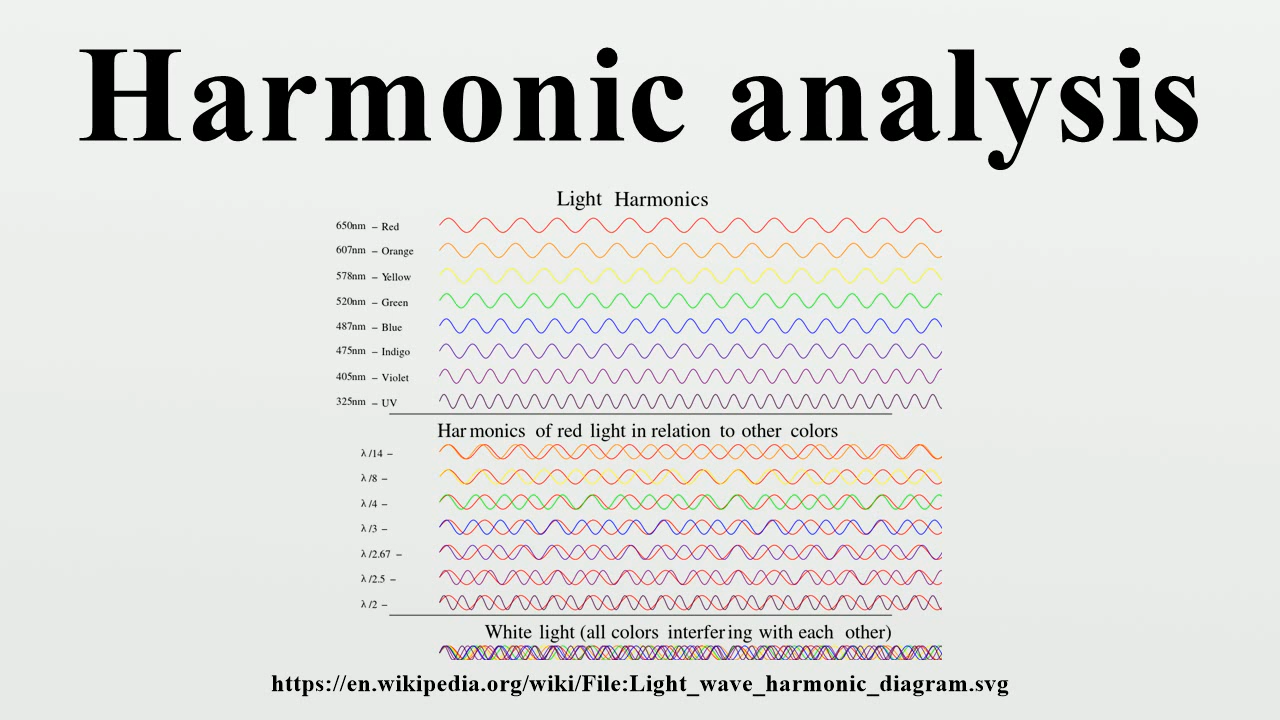 Harmonic analysis
Light Harmonics
650nm – Red
607nm – Orange
578nm – Yellow
520nm – Green
487nm – Blue
475nm – Indigo
405nm – Violet
325nm – UV
Harmonics of red light in relation to other colors
λ /14 –
λ /8 –
λ /4 –
λ /3 –
λ /2.67 –
λ /2.5 –
λ /2 –
White light (all colors interfering with each other)
https://en.wikipedia.org/wiki/File:Light_wave_harmonic_diagram.svg